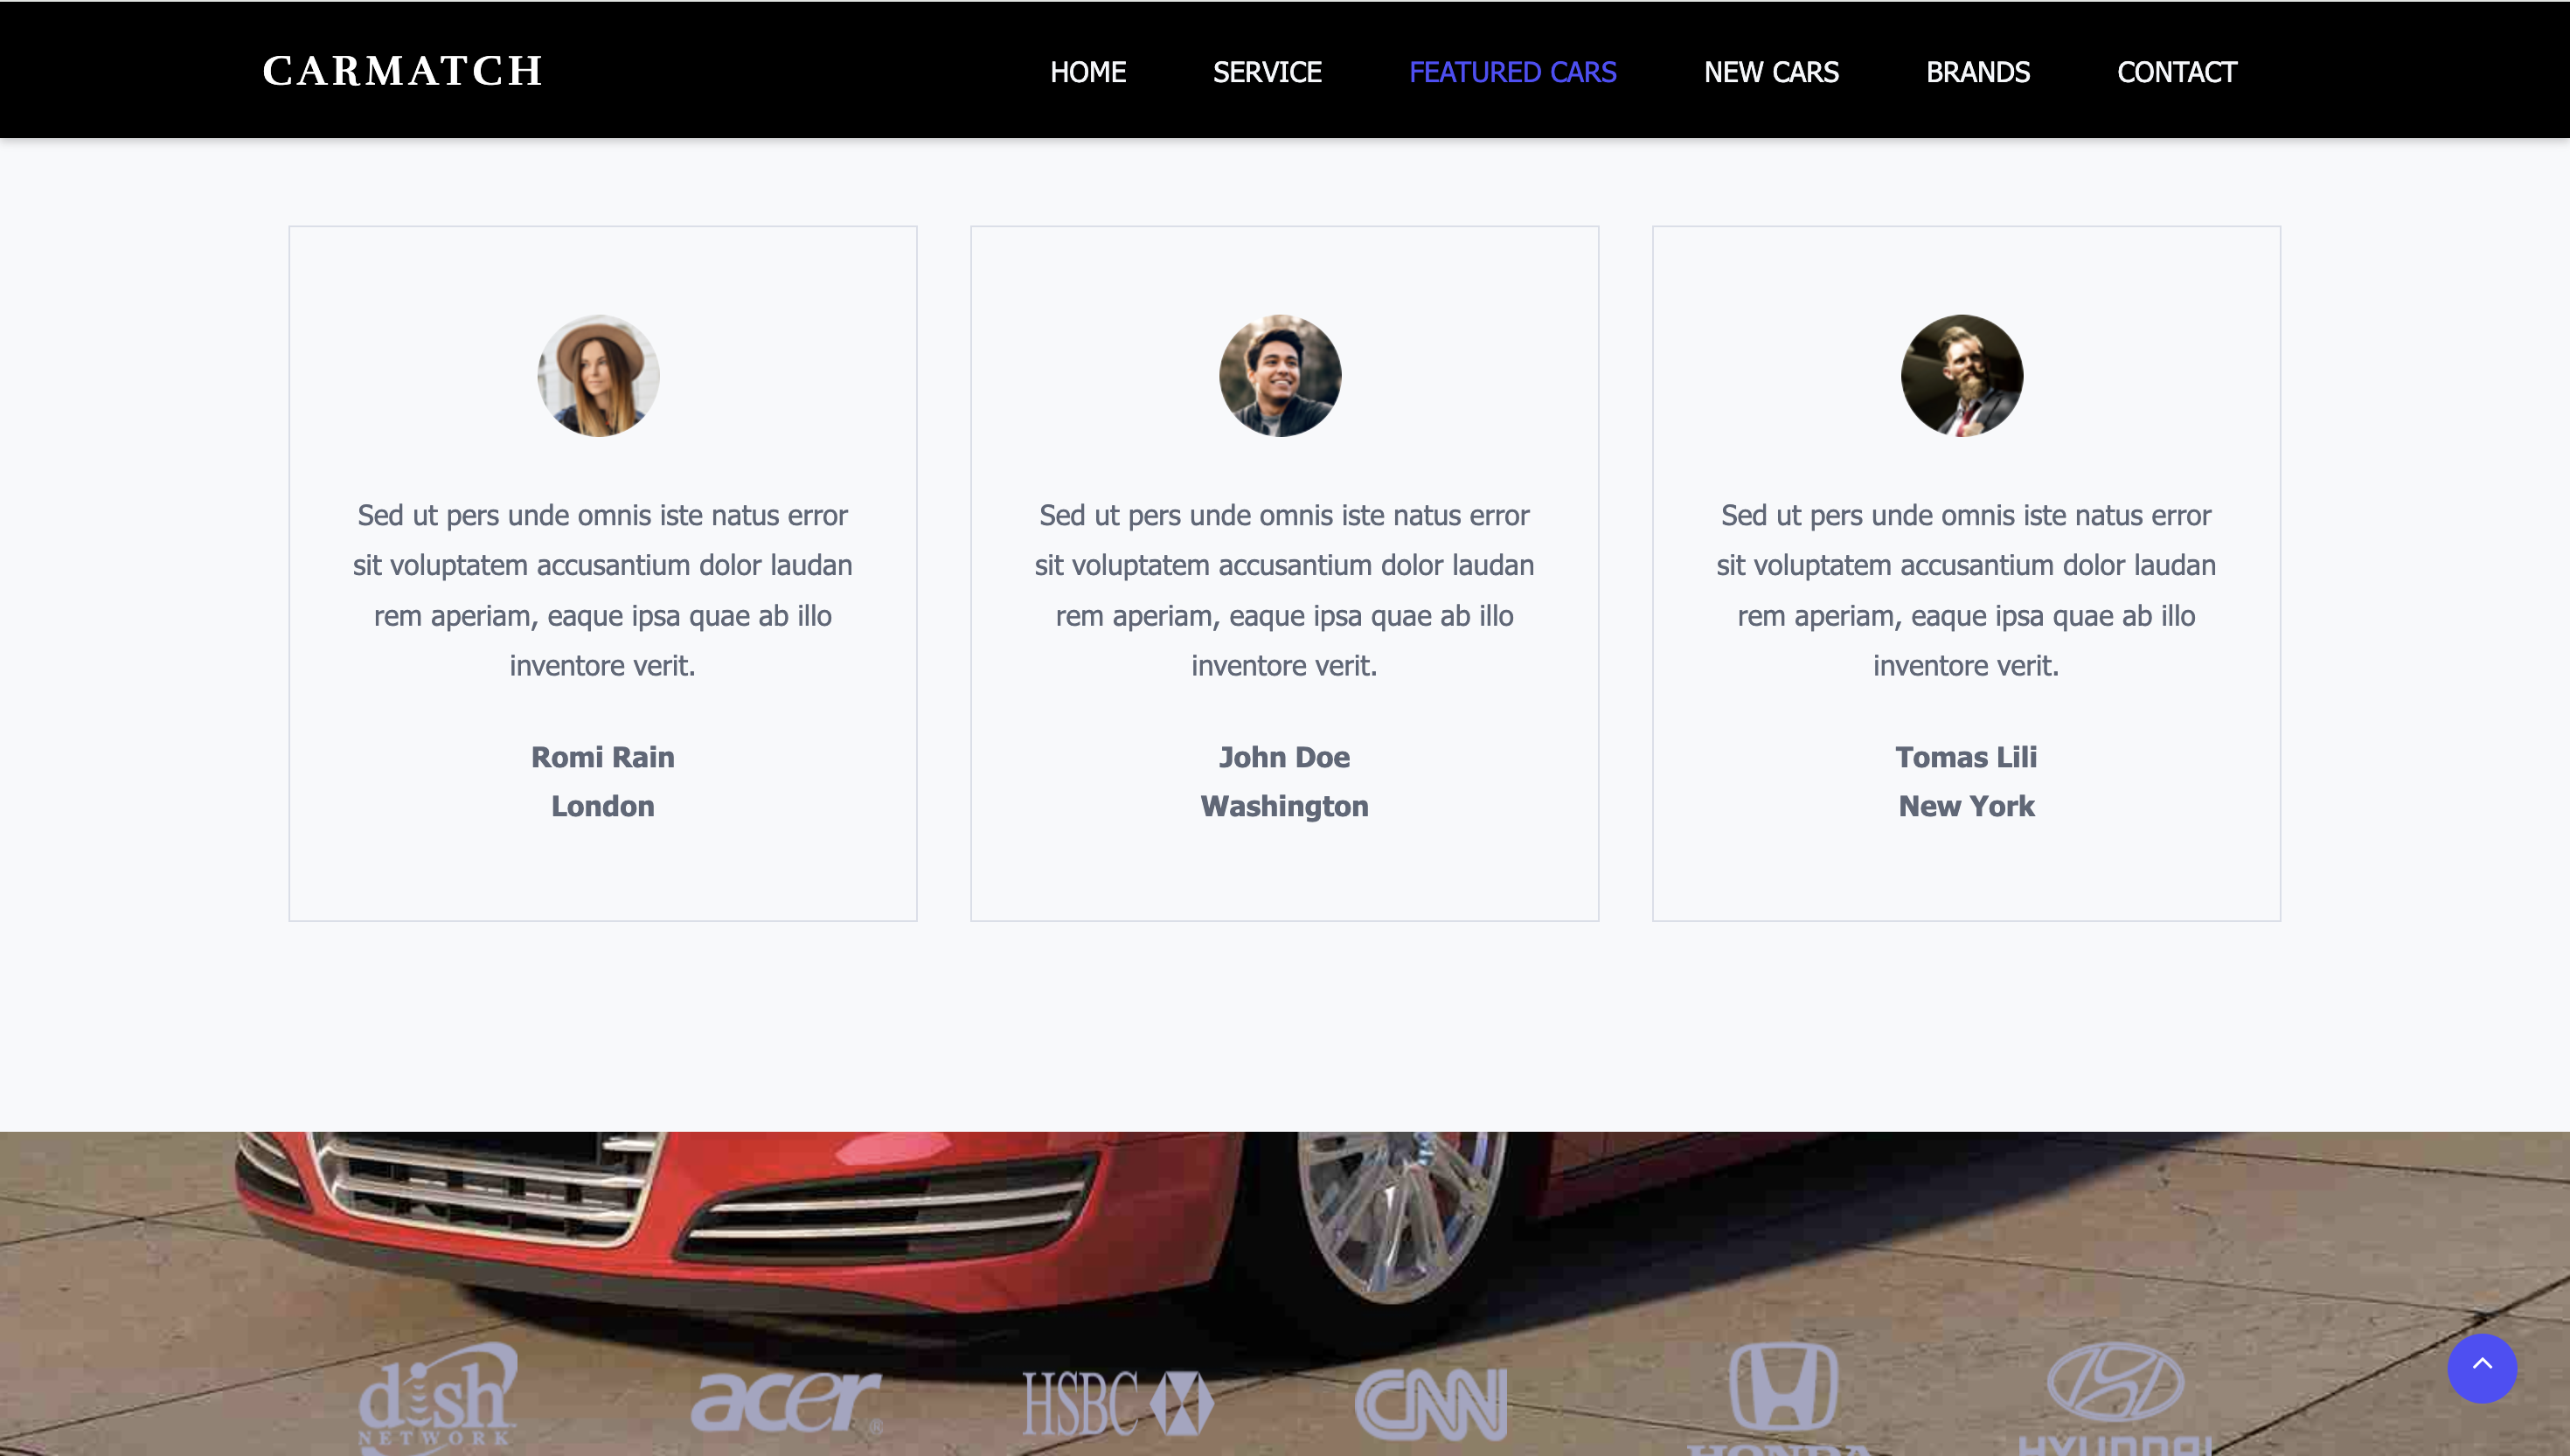 CARMATCH
HOME SERVICE FEATURED CARS NEW CARS BRANDS CONTACT
Sed ut pers unde omnis iste natus error
sit voluptatem accusantium dolor laudan
rem aperiam, eaque ipsa quae ab illo
inventore verit.
Romi Rain
London
Sed ut pers unde omnis iste natus error
sit voluptatem accusantium dolor laudan
rem aperiam, eaque ipsa quae ab illo
inventore verit.
John Doe
Washington
Sed ut pers unde omnis iste natus error
sit voluptatem accusantium dolor laudan
rem aperiam, eaque ipsa quae ab illo
inventore verit.
Tomas Lili
New York
dish
NETWORK
acer®
HSBC
CNN
HONDA
HYUNDAI